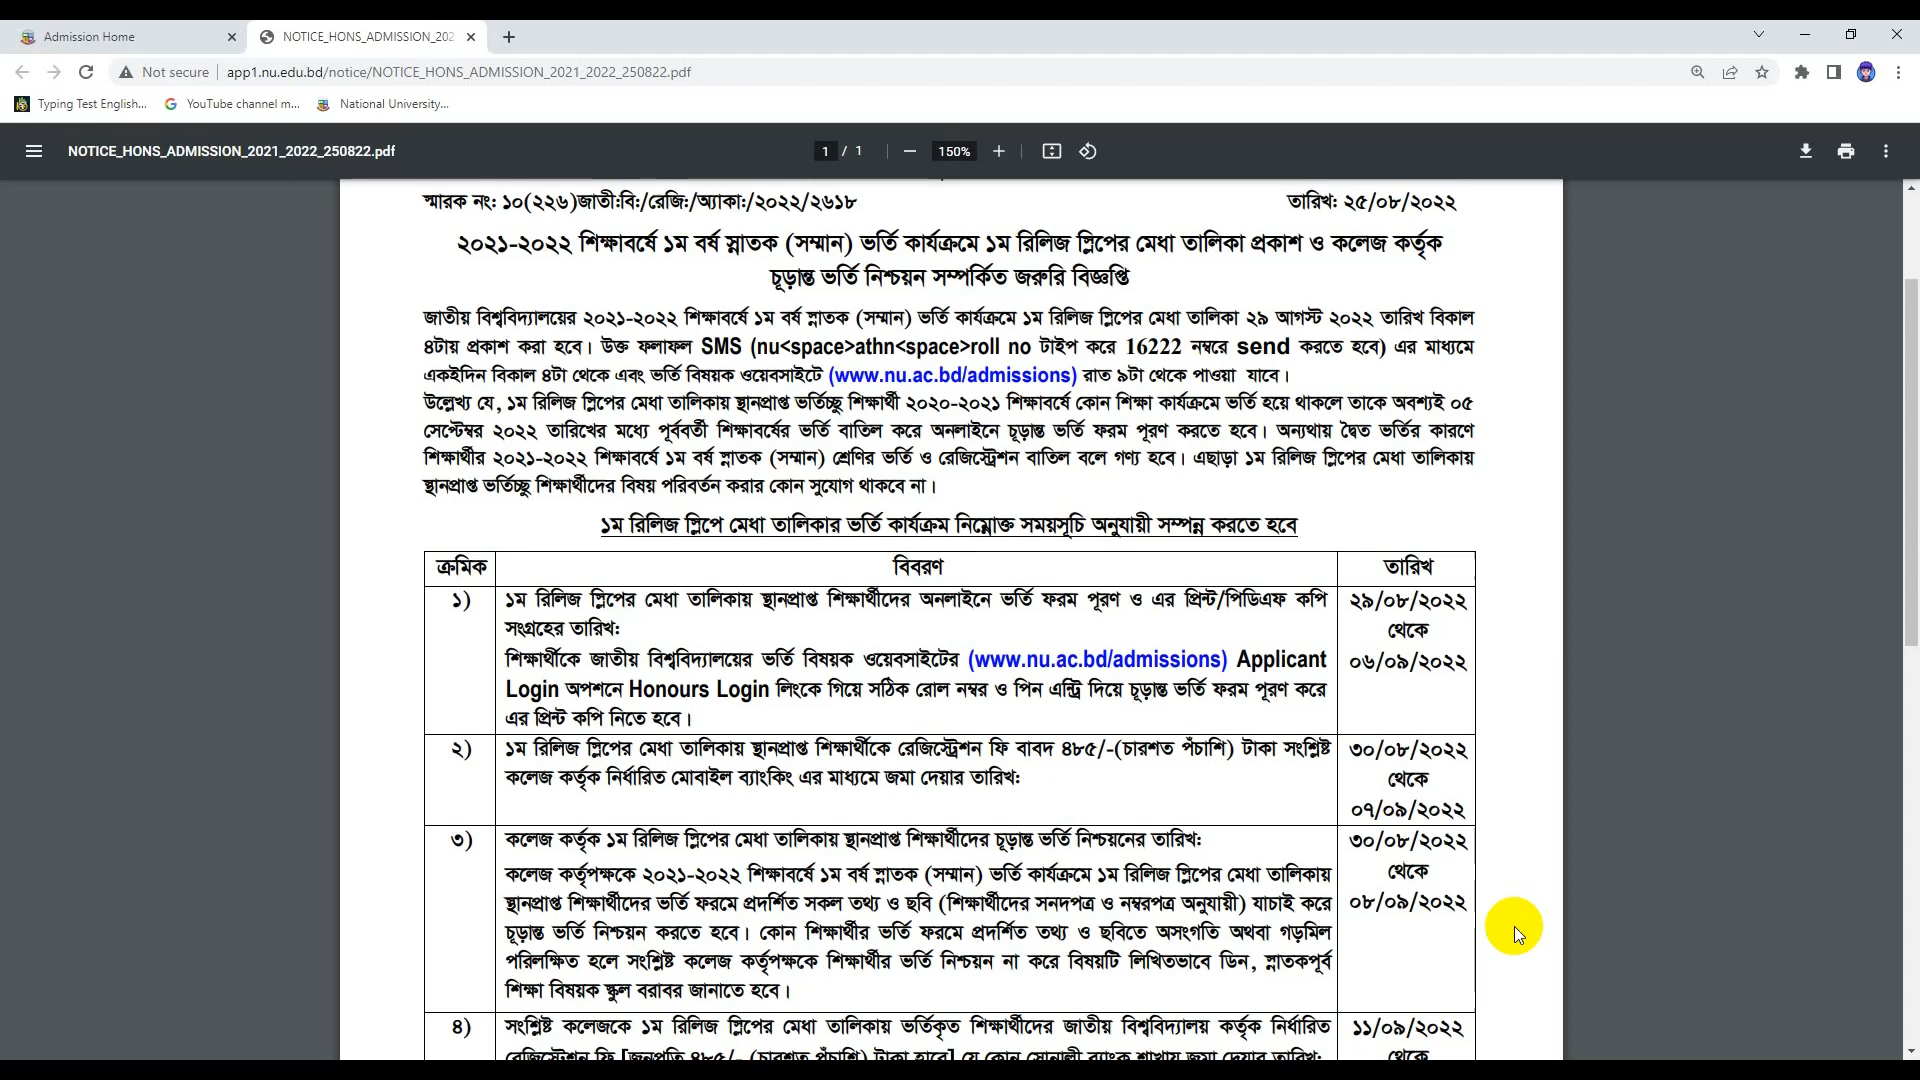 Admission Home
NOTICE_HONS_ADMISSION_202
Not secure
app1.nu.edu.bd/notice/NOTICE_HONS_ADMISSION_2021_2022_250822.pdf
Typing Test English...
YouTube channel m...
National University...
NOTICE_HONS_ADMISSION_2021_2022_250822.pdf
1 / 1
150%
স্মারক নং: ১০(২২৬)জাতী:বি:/রেজি:/অ্যাকা:/২০২২/২৬১৮
তারিখ: ২৫/০৮/২০২২
২০২১-২০২২ শিক্ষাবর্ষে ১ম বর্ষ স্নাতক (সম্মান) ভর্তি কার্যক্রমে ১ম রিলিজ স্লিপের মেধা তালিকা প্রকাশ ও কলেজ কর্তৃক
চূড়ান্ত ভর্তি নিশ্চয়ন সম্পর্কিত জরুরি বিজ্ঞপ্তি
জাতীয় বিশ্ববিদ্যালয়ের ২০২১-২০২২ শিক্ষাবর্ষে ১ম বর্ষ স্নাতক (সম্মান) ভর্তি কার্যক্রমে ১ম রিলিজ স্লিপের মেধা তালিকা ২৯ আগস্ট ২০২২ তারিখ বিকাল
৪টায় প্রকাশ করা হবে। উক্ত ফলাফল SMS (nu<space>athn<space>roll no টাইপ করে 16222 নম্বরে send করতে হবে) এর মাধ্যমে
একইদিন বিকাল ৪টা থেকে এবং ভর্তি বিষয়ক ওয়েবসাইটে (www.nu.ac.bd/admissions) রাত ৯টা থেকে পাওয়া যাবে।
উল্লেখ্য যে, ১ম রিলিজ স্লিপের মেধা তালিকায় স্থানপ্রাপ্ত ভর্তিচ্ছু শিক্ষার্থী ২০২০-২০২১ শিক্ষাবর্ষে কোন শিক্ষা কার্যক্রমে ভর্তি হয়ে থাকলে তাকে অবশ্যই ০৫
সেপ্টেম্বর ২০২২ তারিখের মধ্যে পূর্ববর্তী শিক্ষাবর্ষের ভর্তি বাতিল করে অনলাইনে চূড়ান্ত ভর্তি ফরম পূরণ করতে হবে। অন্যথায় দ্বৈত ভর্তির কারণে
শিক্ষার্থীর ২০২১-২০২২ শিক্ষাবর্ষে ১ম বর্ষ স্নাতক (সম্মান) শ্রেণির ভর্তি ও রেজিস্ট্রেশন বাতিল বলে গণ্য হবে। এছাড়া ১ম রিলিজ স্লিপের মেধা তালিকায়
স্থানপ্রাপ্ত ভর্তিচ্ছু শিক্ষার্থীদের বিষয় পরিবর্তন করার কোন সুযোগ থাকবে না।
১ম রিলিজ স্লিপে মেধা তালিকার ভর্তি কার্যক্রম নিম্নোক্ত সময়সূচি অনুযায়ী সম্পন্ন করতে হবে
ক্রমিক
বিবরণ
তারিখ
১)
১ম রিলিজ স্লিপের মেধা তালিকায় স্থানপ্রাপ্ত শিক্ষার্থীদের অনলাইনে ভর্তি ফরম পূরণ ও এর প্রিন্ট/পিডিএফ কপি
সংগ্রহের তারিখ:
শিক্ষার্থীকে জাতীয় বিশ্ববিদ্যালয়ের ভর্তি বিষয়ক ওয়েবসাইটের (www.nu.ac.bd/admissions) Applicant
Login অপশনে Honours Login লিংকে গিয়ে সঠিক রোল নম্বর ও পিন এন্ট্রি দিয়ে চূড়ান্ত ভর্তি ফরম পূরণ করে
এর প্রিন্ট কপি নিতে হবে।
২৯/০৮/২০২২
থেকে
০৬/০৯/২০২২
২)
১ম রিলিজ স্লিপের মেধা তালিকায় স্থানপ্রাপ্ত শিক্ষার্থীকে রেজিস্ট্রেশন ফি বাবদ ৪৮৫/-(চারশত পঁচাশি) টাকা সংশ্লিষ্ট
কলেজ কর্তৃক নির্ধারিত মোবাইল ব্যাংকিং এর মাধ্যমে জমা দেয়ার তারিখ:
৩০/০৮/২০২২
থেকে
০৭/০৯/২০২২
৩)
কলেজ কর্তৃক ১ম রিলিজ স্লিপের মেধা তালিকায় স্থানপ্রাপ্ত শিক্ষার্থীদের চূড়ান্ত ভর্তি নিশ্চয়নের তারিখ:
কলেজ কর্তৃপক্ষকে ২০২১-২০২২ শিক্ষাবর্ষে ১ম বর্ষ স্নাতক (সম্মান) ভর্তি কার্যক্রমে ১ম রিলিজ স্লিপের মেধা তালিকায়
স্থানপ্রাপ্ত শিক্ষার্থীদের ভর্তি ফরমে প্রদর্শিত সকল তথ্য ও ছবি (শিক্ষার্থীদের সনদপত্র ও নম্বরপত্র অনুযায়ী) যাচাই করে
চূড়ান্ত ভর্তি নিশ্চয়ন করতে হবে। কোন শিক্ষার্থীর ভর্তি ফরমে প্রদর্শিত তথ্য ও ছবিতে অসংগতি অথবা গড়মিল
পরিলক্ষিত হলে সংশ্লিষ্ট কলেজ কর্তৃপক্ষকে শিক্ষার্থীর ভর্তি নিশ্চয়ন না করে বিষয়টি লিখিতভাবে ডিন, স্নাতকপূর্ব
শিক্ষা বিষয়ক স্কুল বরাবর জানাতে হবে।
৩০/০৮/২০২২
থেকে
০৮/০৯/২০২২
৪)
সংশ্লিষ্ট কলেজকে ১ম রিলিজ স্লিপের মেধা তালিকায় ভর্তিকৃত শিক্ষার্থীদের জাতীয় বিশ্ববিদ্যালয় কর্তৃক নির্ধারিত
রেজিস্ট্রেশন ফি [জনপ্রতি ৪৮৫/- (চারশত পঁচাশি) টাকা হারে] যে কোন সোনালী ব্যাংক শাখায় জমা দেয়ার তারিখ:
১১/০৯/২০২২
থেকে